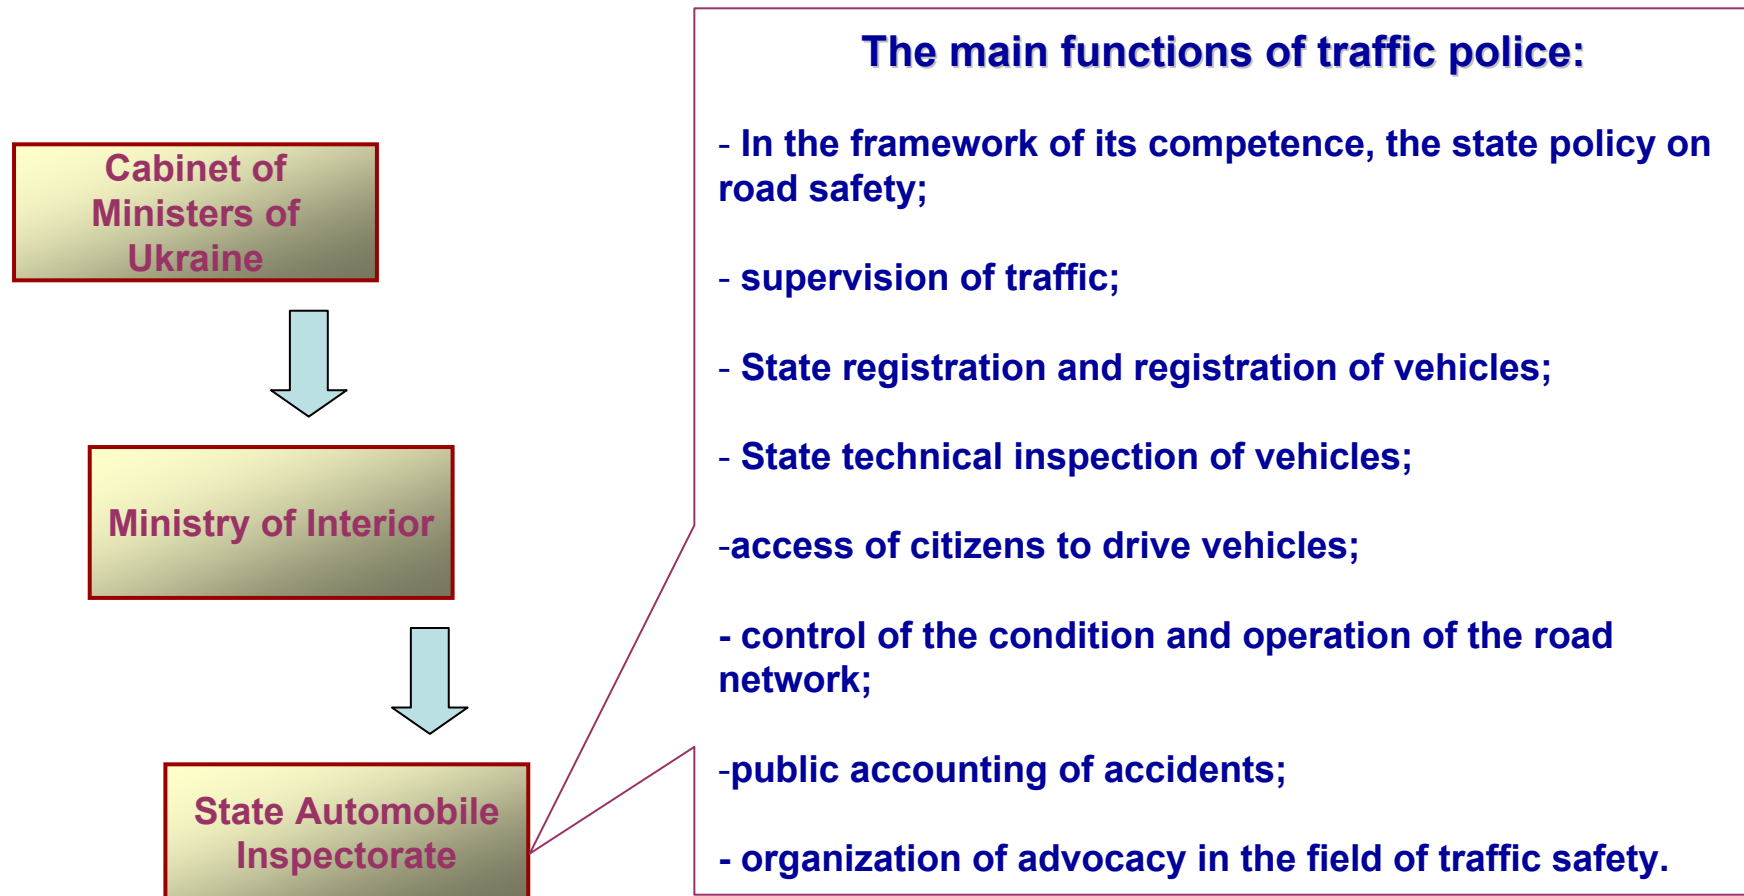 Cabinet of
Ministers of
Ukraine
Ministry of Interior
State Automobile
Inspectorate
The main functions of traffic police:
- In the framework of its competence, the state policy on
road safety;
- supervision of traffic;
- State registration and registration of vehicles;
- State technical inspection of vehicles;
-access of citizens to drive vehicles;
- control of the condition and operation of the road
network;
-public accounting of accidents;
- organization of advocacy in the field of traffic safety.